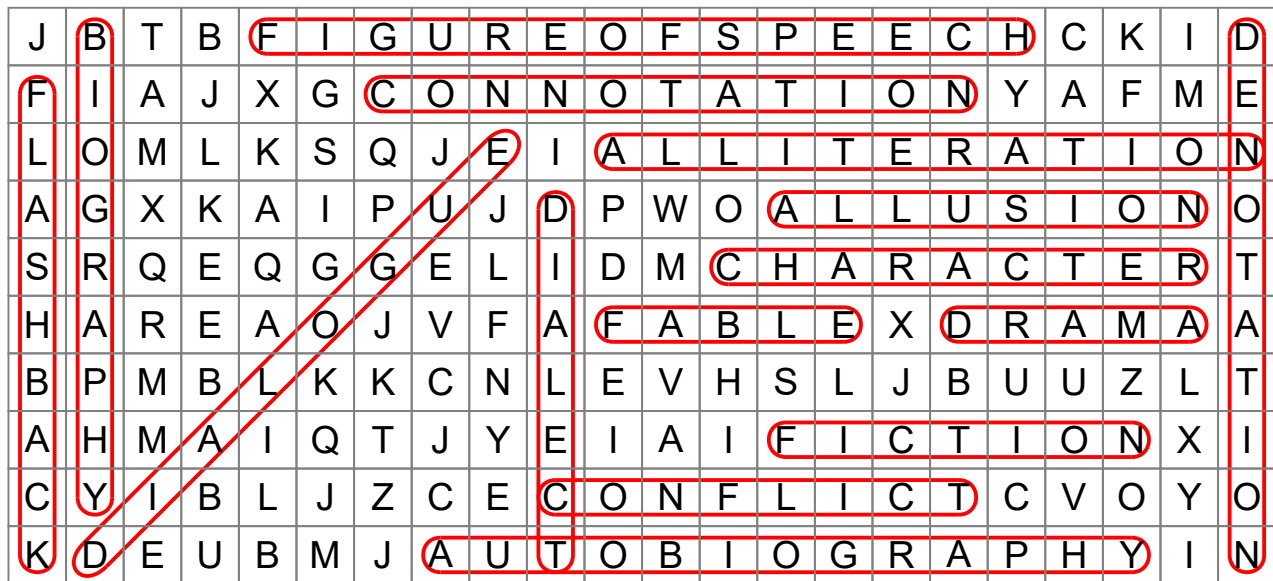 J B T B F I G U R E O F S P E E C H C K I D
F I A J X G C O N N O T A T I O N Y A F M E
L O M L K S Q J E I A L L I T E R A T I O N
A G X K A I P U J D P W O A L L U S I O N O
S R Q E Q G G E L I D M C H A R A C T E R T
H A R E A O J V F A F A B L E X D R A M A A
B P M B L K K C N L E V H S L J B U U Z L T
A H M A I Q T J Y E I A I F I C T I O N X I
C Y I B L J Z C E C O N F L I C T C V O Y O
K D E U B M J A U T O B I O G R A P H Y I N